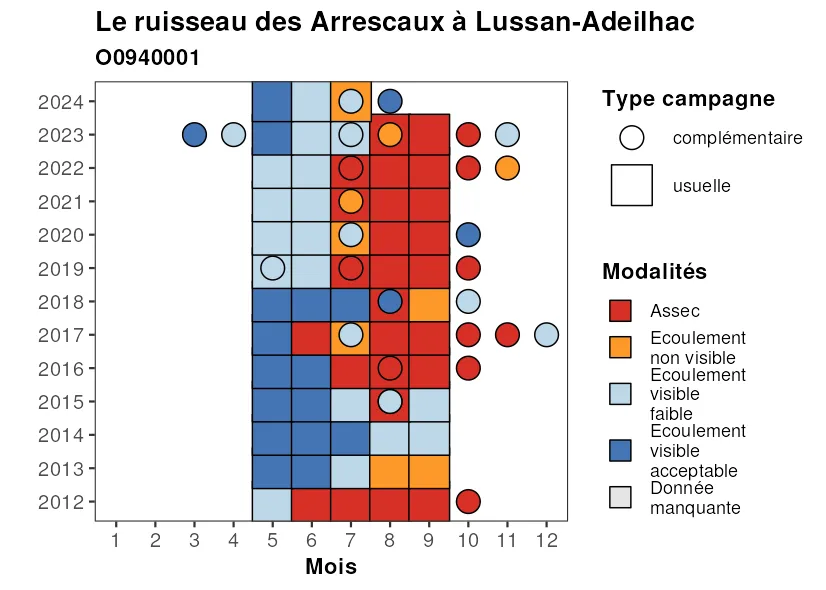 Le ruisseau des Arrescaux à Lussan-Adeilhac
O0940001
2024
2023
2022
2021
2020
2019
2018
2017
2016
2015
2014
2013
2012
1 2 3 4 5 6 7 8 9 10 11 12
Mois
Type campagne
complémentaire
usuelle
Modalités
Assec
Ecoulement
non visible
Ecoulement
visible
faible
Ecoulement
visible
acceptable
Donnée
manquante